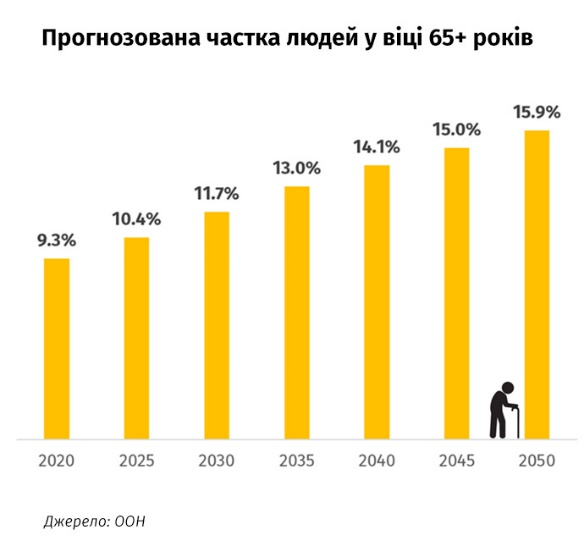 Прогнозована частка людей у віці 65+ років
15.9%
15.0%
14.1%
13.0%
11.7%
10.4%
9.3%
2020 2025 2030 2035 2040 2045 2050
Джерело: ООН